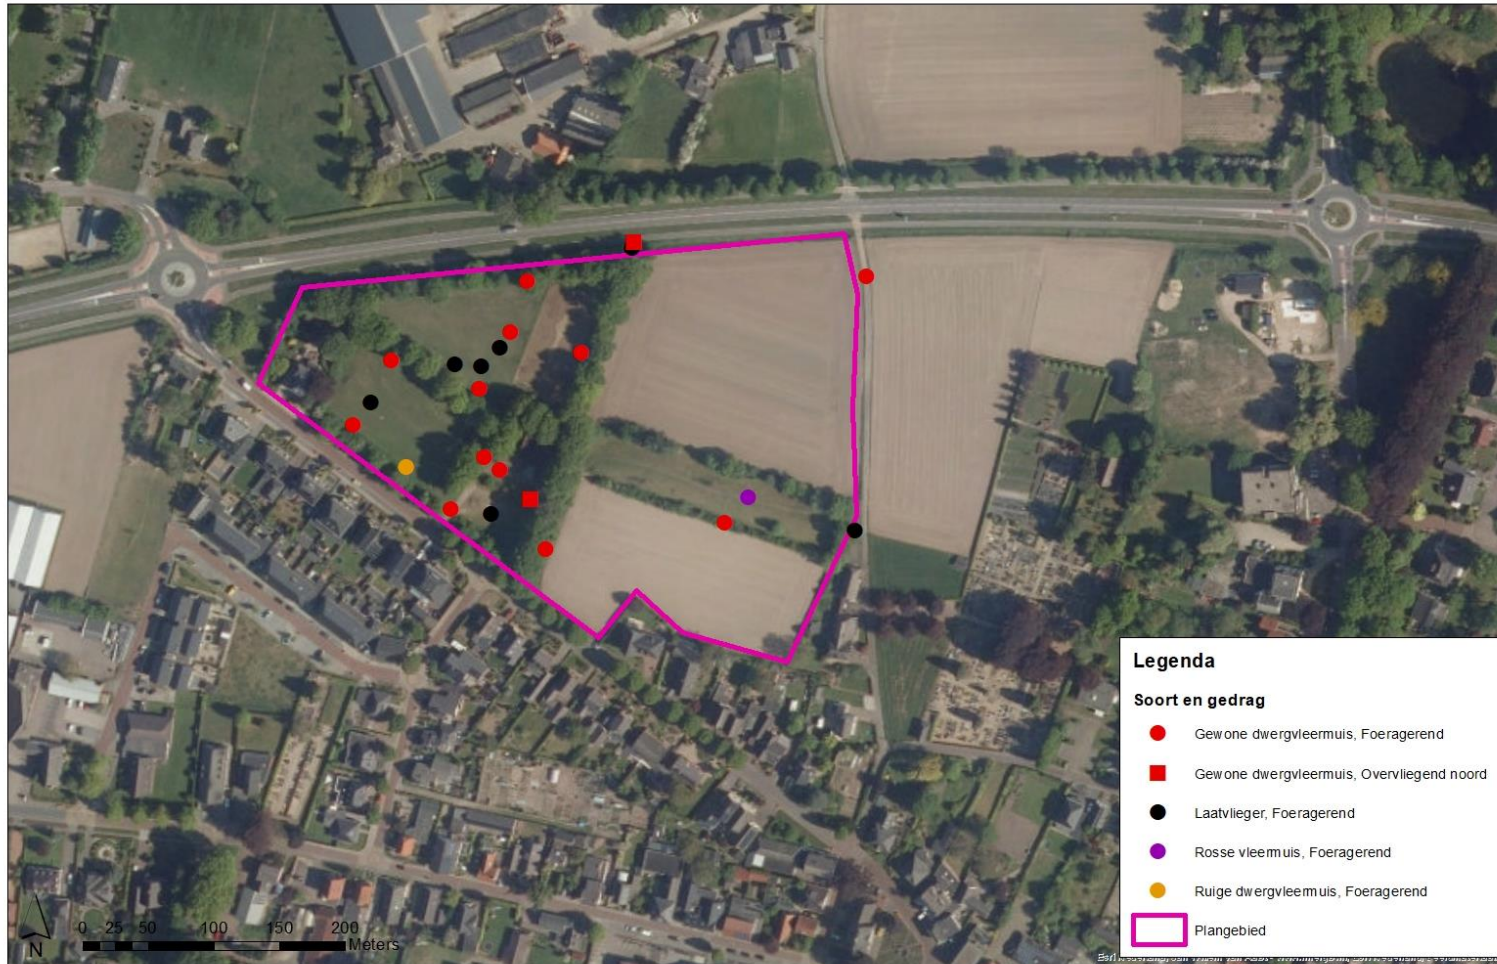 Legenda
Soort en gedrag
Gewone dwergvleermuis, Foeragerend
Gewone dwergvleermuis, Overvliegend noord
Laatvlieger, Foeragerend
Rosse vleermuis, Foeragerend
Ruige dwergvleermuis, Foeragerend
Plangebied
0 25 50 100 150 200
Meters
N